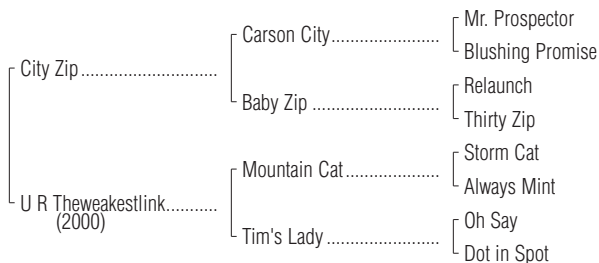 Mr. Prospector
Carson City
Blushing Promise
City Zip
Relaunch
Baby Zip
Thirty Zip
Storm Cat
Mountain Cat
Always Mint
U R Theweakestlink
(2000)
Oh Say
Tim's Lady
Dot in Spot